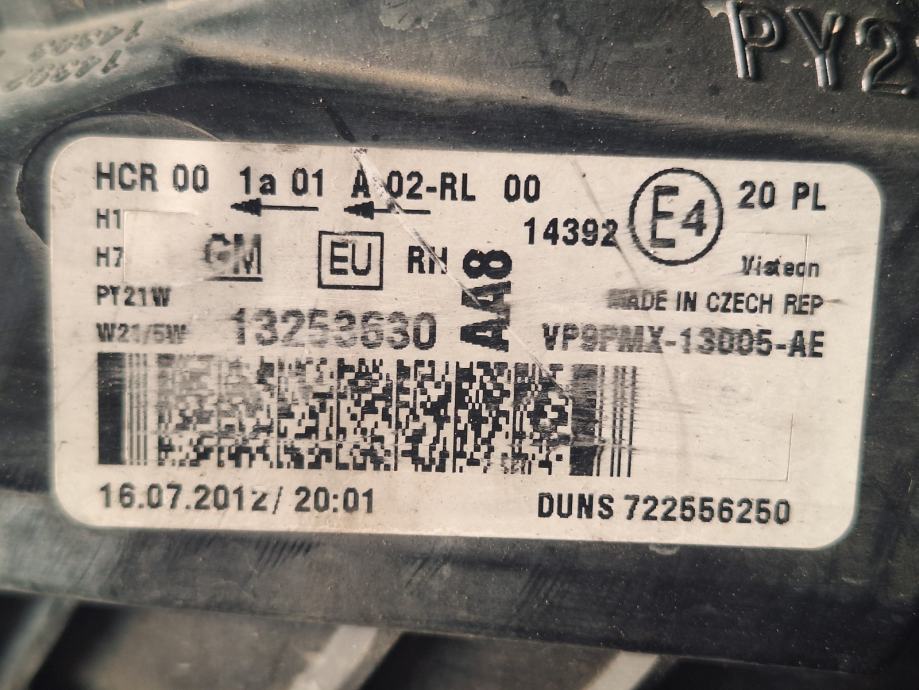 PY2
HCR 00 1a 01 A 02-RL 00
H1 14392 E4 20 PL
H7 GM EU RH AA8 Visteon
PY21W MADE IN CZECH REP
W21/5W 13253630 VP9PMX-13005-AE
16.07.2012/ 20:01 DUNS 722556250